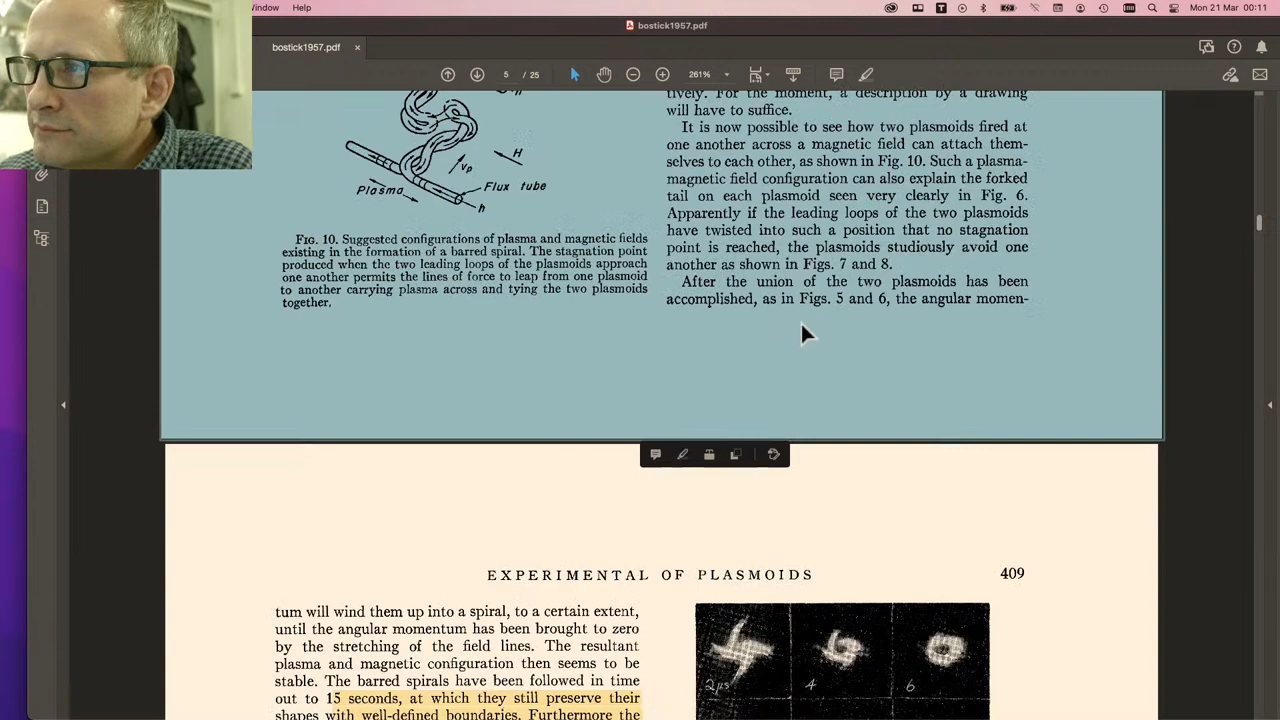 Window Help
Mon 21 Mar 00:11
bostick1957.pdf
bostick1957.pdf
5 / 25
261%
H
Vp
Plasma
Flux tube
h
FIG. 10. Suggested configurations of plasma and magnetic fields
existing in the formation of a barred spiral. The stagnation point
produced when the two leading loops of the plasmoids approach
one another permits the lines of force to leap from one plasmoid
to another carrying plasma across and tying the two plasmoids
together.
tively. For the moment, a description by a drawing
will have to suffice.
It is now possible to see how two plasmoids fired at
one another across a magnetic field can attach them-
selves to each other, as shown in Fig. 10. Such a plasma-
magnetic field configuration can also explain the forked
tail on each plasmoid seen very clearly in Fig. 6.
Apparently if the leading loops of the two plasmoids
have twisted into such a position that no stagnation
point is reached, the plasmoids studiously avoid one
another as shown in Figs. 7 and 8.
After the union of the two plasmoids has been
accomplished, as in Figs. 5 and 6, the angular momen-
EXPERIMENTAL OF PLASMOIDS
409
tum will wind them up into a spiral, to a certain extent,
until the angular momentum has been brought to zero
by the stretching of the field lines. The resultant
plasma and magnetic configuration then seems to be
stable. The barred spirals have been followed in time
out to 15 seconds, at which they still preserve their
shapes with well-defined boundaries. Furthermore the
2μs
4
6